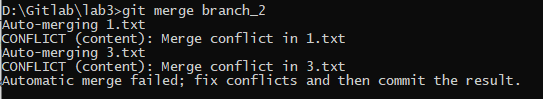 D:\Gitlab\lab3>git merge branch_2
Auto-merging 1.txt
CONFLICT (content): Merge conflict in 1.txt
Auto-merging 3.txt
CONFLICT (content): Merge conflict in 3.txt
Automatic merge failed; fix conflicts and then commit the result.